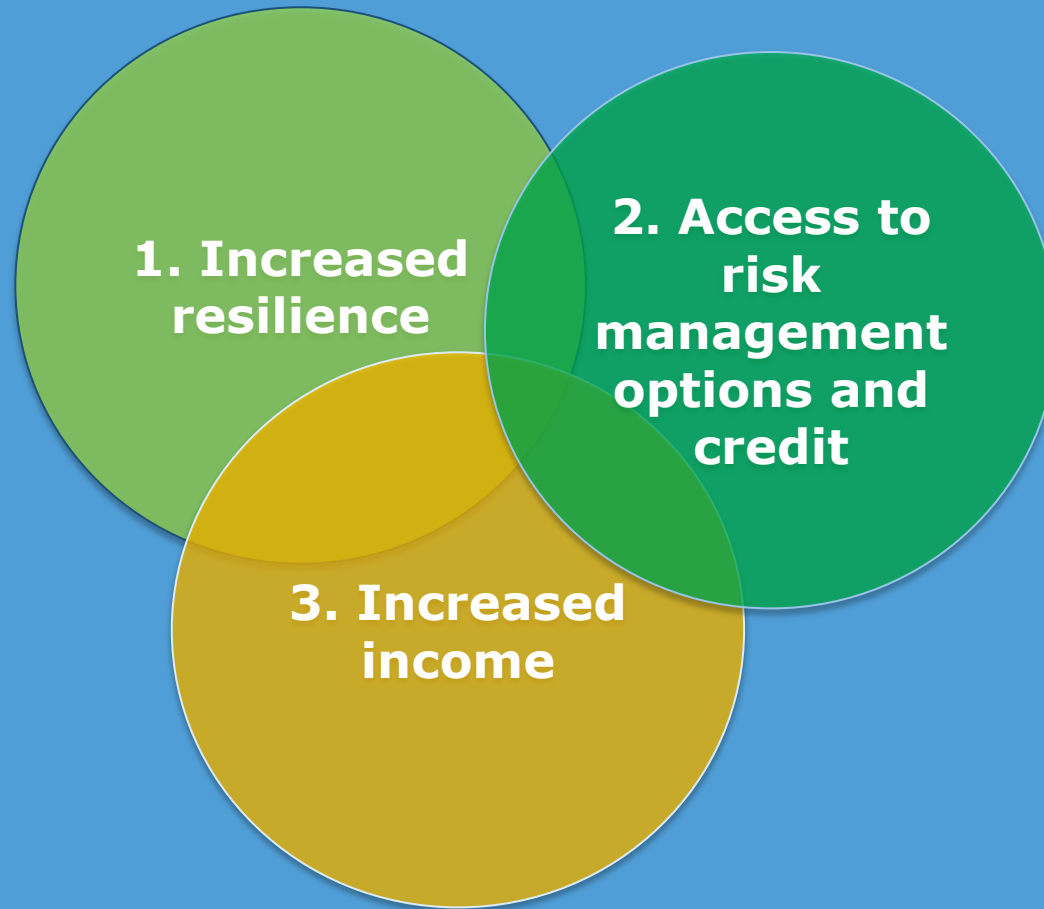 1. Increased
resilience
2. Access to
risk
management
options and
credit
3. Increased
income